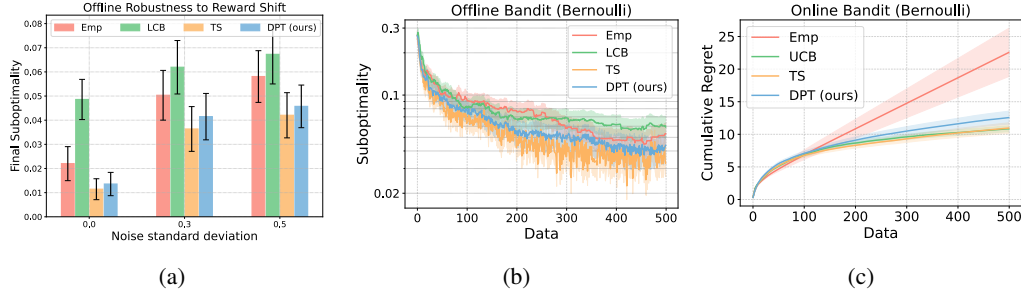 Offline Robustness to Reward Shift
Emp
LCB
TS
DPT (ours)
Final Suboptimality
0.08
0.07
0.06
0.05
0.04
0.03
0.02
0.01
0.00
0.0
0.3
0.5
Noise standard deviation
(a)
Offline Bandit (Bernoulli)
Emp
LCB
TS
DPT (ours)
Suboptimality
0.3
0.1
0.02
0
100
200
300
400
500
Data
(b)
Online Bandit (Bernoulli)
Emp
UCB
TS
DPT (ours)
Cumulative Regret
25
20
15
10
5
0
0
100
200
300
400
500
Data
(c)